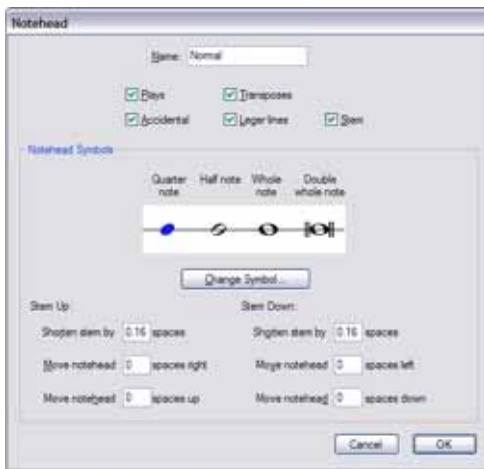 Notehead
Name: Normal
Plays Transposes
Accidental Leger lines Stem
Notehead Symbols
Quarter note Half note Whole note Double whole note
Change Symbol...
Stem Up: Stem Down:
Shorten stem by 0.16 spaces Shorten stem by 0.16 spaces
Move notehead 0 spaces right Move notehead 0 spaces left
Move notehead 0 spaces up Move notehead 0 spaces down
Cancel OK